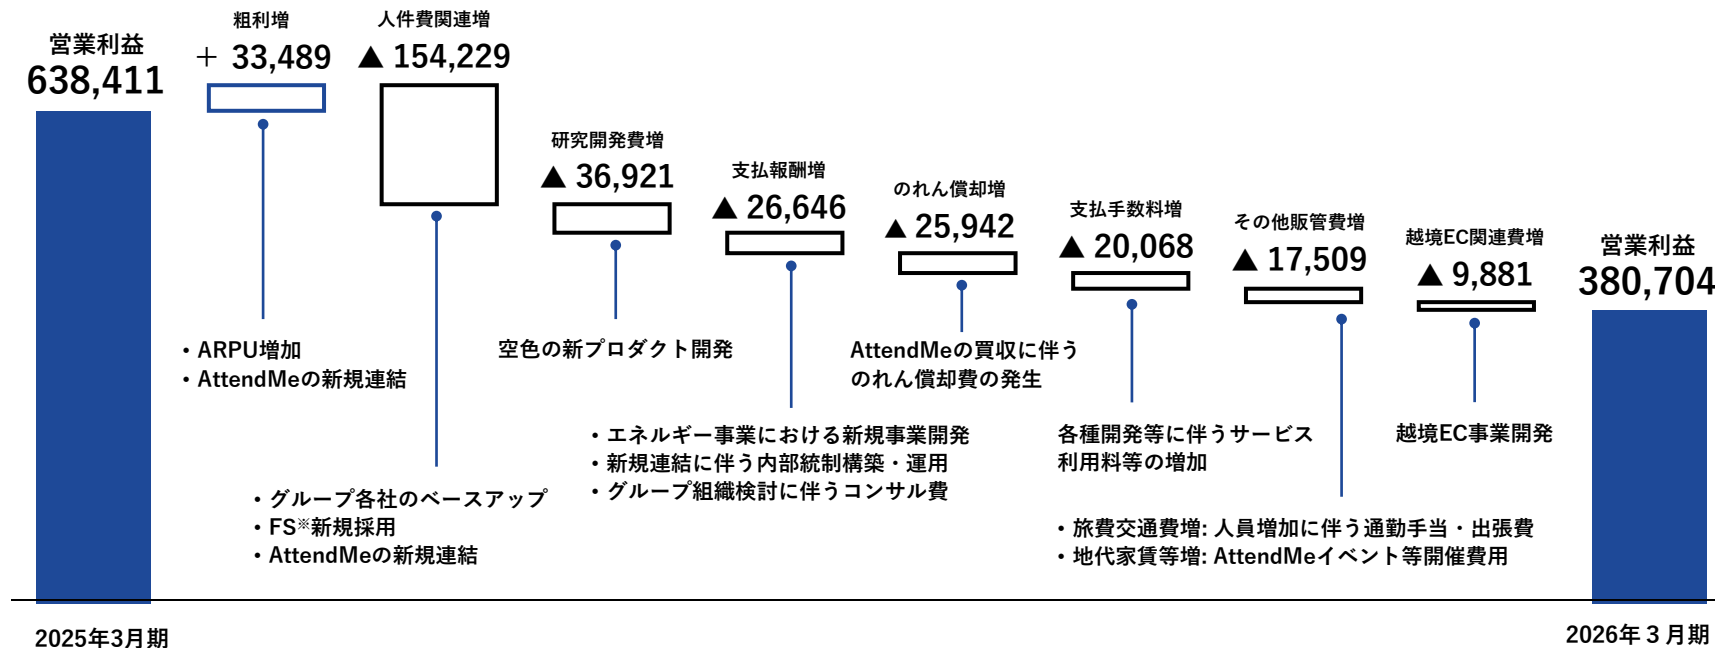 営業利益
638,411
粗利増
＋ 33,489
・ARPU増加
・AttendMeの新規連結
人件費関連増
▲ 154,229
・グループ各社のベースアップ
・FS※新規採用
・AttendMeの新規連結
研究開発費増
▲ 36,921
空色の新プロダクト開発
支払報酬増
▲ 26,646
・エネルギー事業における新規事業開発
・新規連結に伴う内部統制構築・運用
・グループ組織検討に伴うコンサル費
のれん償却増
▲ 25,942
AttendMeの買収に伴う
のれん償却費の発生
支払手数料増
▲ 20,068
各種開発等に伴うサービス
利用料等の増加
その他販管費増
▲ 17,509
・旅費交通費増: 人員増加に伴う通勤手当・出張費
・地代家賃等増: AttendMeイベント等開催費用
越境EC関連費増
▲ 9,881
越境EC事業開発
営業利益
380,704
2025年3月期
2026年３月期